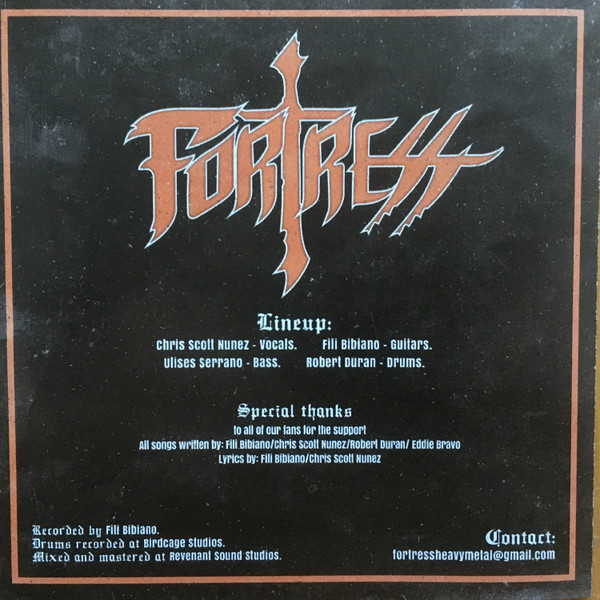 FORTRESS
Lineup:
Chris Scott Nunez - Vocals. Fili Bibiano - Guitars.
Ulises Serrano - Bass. Robert Duran - Drums.
Special thanks
to all of our fans for the support
All songs written by: Fili Bibiano/Chris Scott Nunez/Robert Duran/ Eddie Bravo
Lyrics by: Fili Bibiano/Chris Scott Nunez
Recorded by Fili Bibiano.
Drums recorded at Birdcage Studios.
Mixed and mastered at Revenant Sound Studios.
Contact:
fortressheavymetal@gmail.com